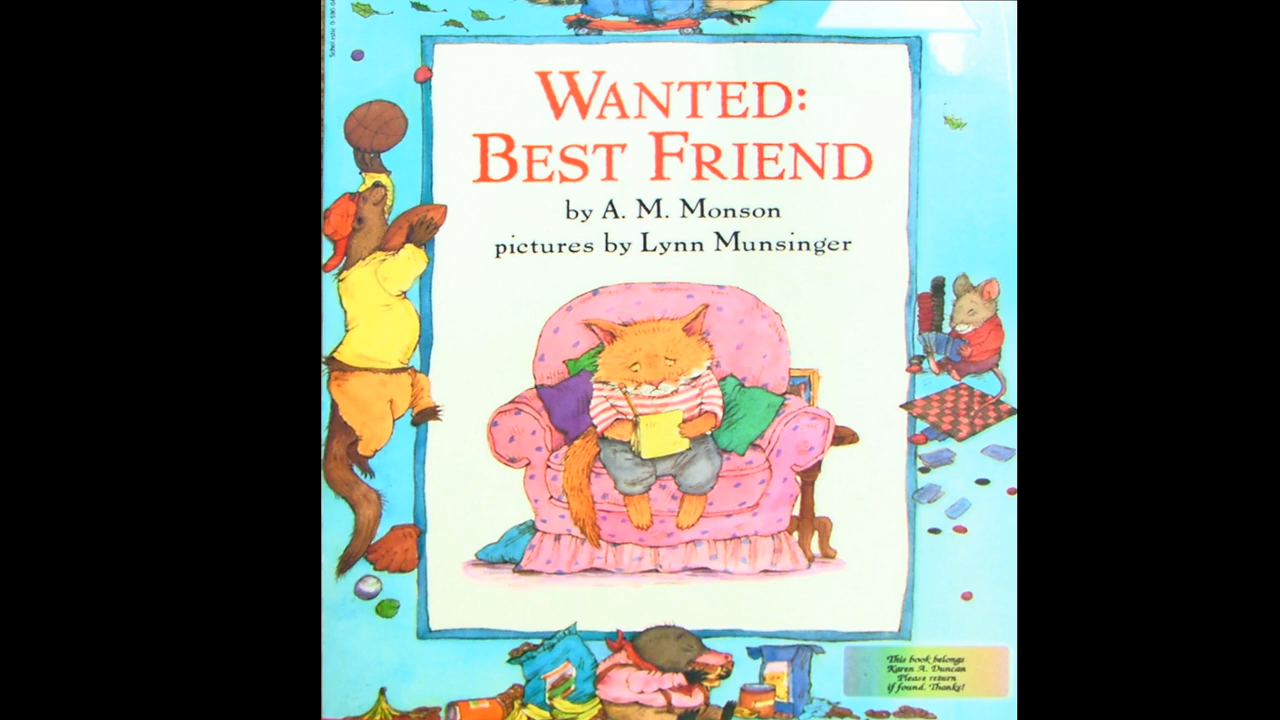 WANTED:
BEST FRIEND
by A. M. Monson
pictures by Lynn Munsinger
This book belongs
Karen A. Duncan
Please return
if found. Thanks!